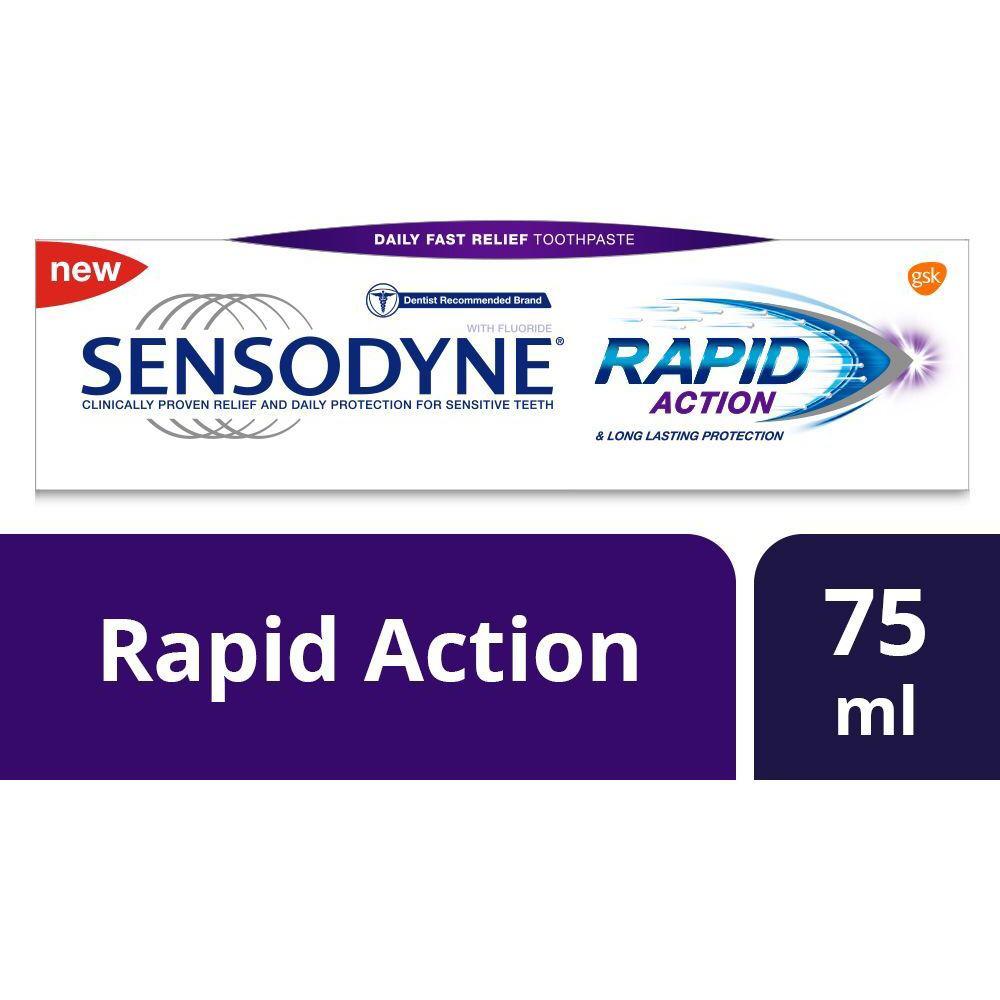 DAILY FAST RELIEF TOOTHPASTE
new
gsk
Dentist Recommended Brand
WITH FLUORIDE
SENSODYNE®
CLINICALLY PROVEN RELIEF AND DAILY PROTECTION FOR SENSITIVE TEETH
RAPID
ACTION
& LONG LASTING PROTECTION
Rapid Action
75
ml